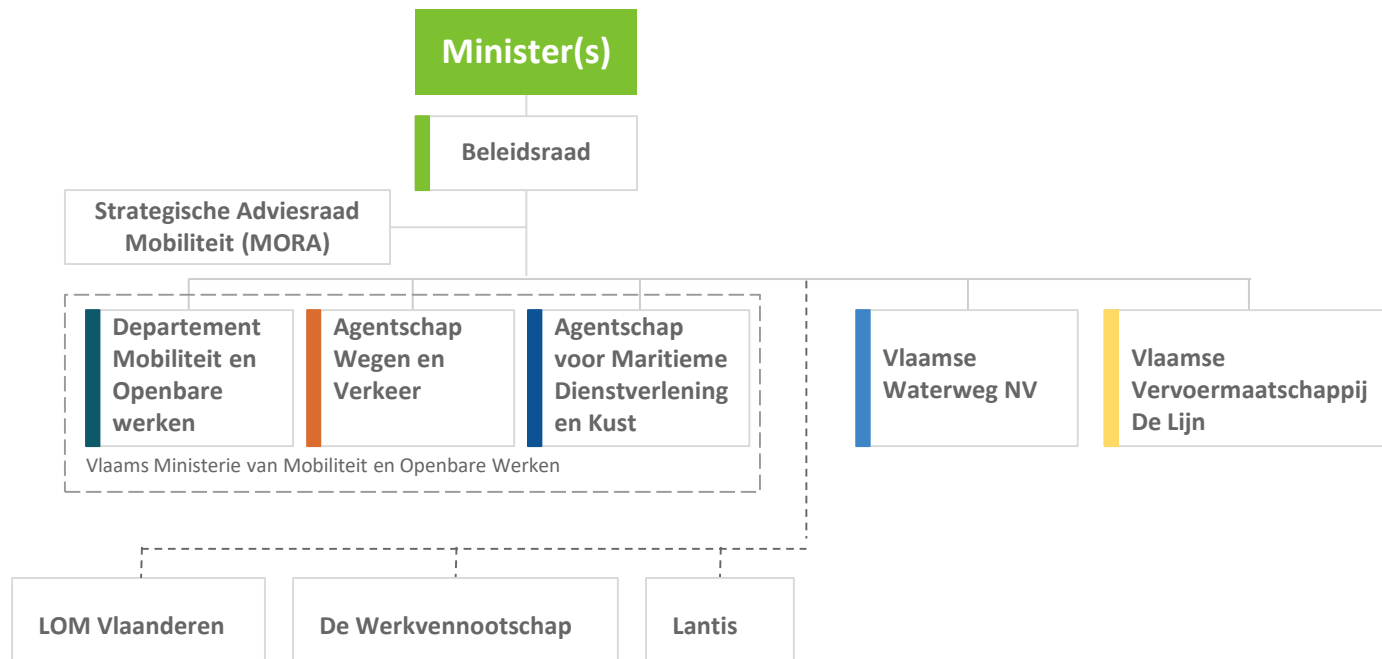 Minister(s)
Beleidsraad
Strategische Adviesraad
Mobiliteit (MORA)
Departement
Mobiliteit en
Openbare
werken
Agentschap
Wegen en
Verkeer
Agentschap
voor Maritieme
Dienstverlening
en Kust
Vlaamse
Waterweg NV
Vlaamse
Vervoermaatschappij
De Lijn
Vlaams Ministerie van Mobiliteit en Openbare Werken
LOM Vlaanderen
De Werkvennootschap
Lantis